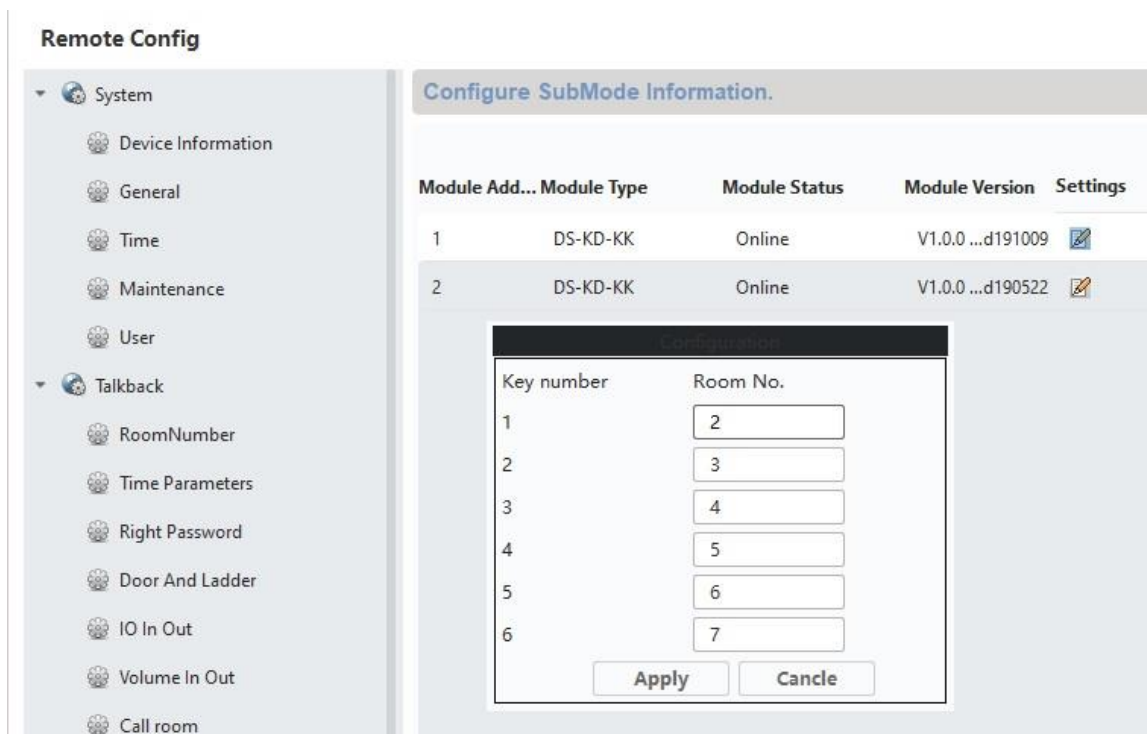 Remote Config
System
Device Information
General
Time
Maintenance
User
Talkback
RoomNumber
Time Parameters
Right Password
Door And Ladder
IO In Out
Volume In Out
Call room
Configure SubMode Information.
Module Add... Module Type Module Status Module Version Settings
1 DS-KD-KK Online V1.0.0 ...d191009
2 DS-KD-KK Online V1.0.0 ...d190522
Configuration
Key number Room No.
1 2
2 3
3 4
4 5
5 6
6 7
Apply Cancle